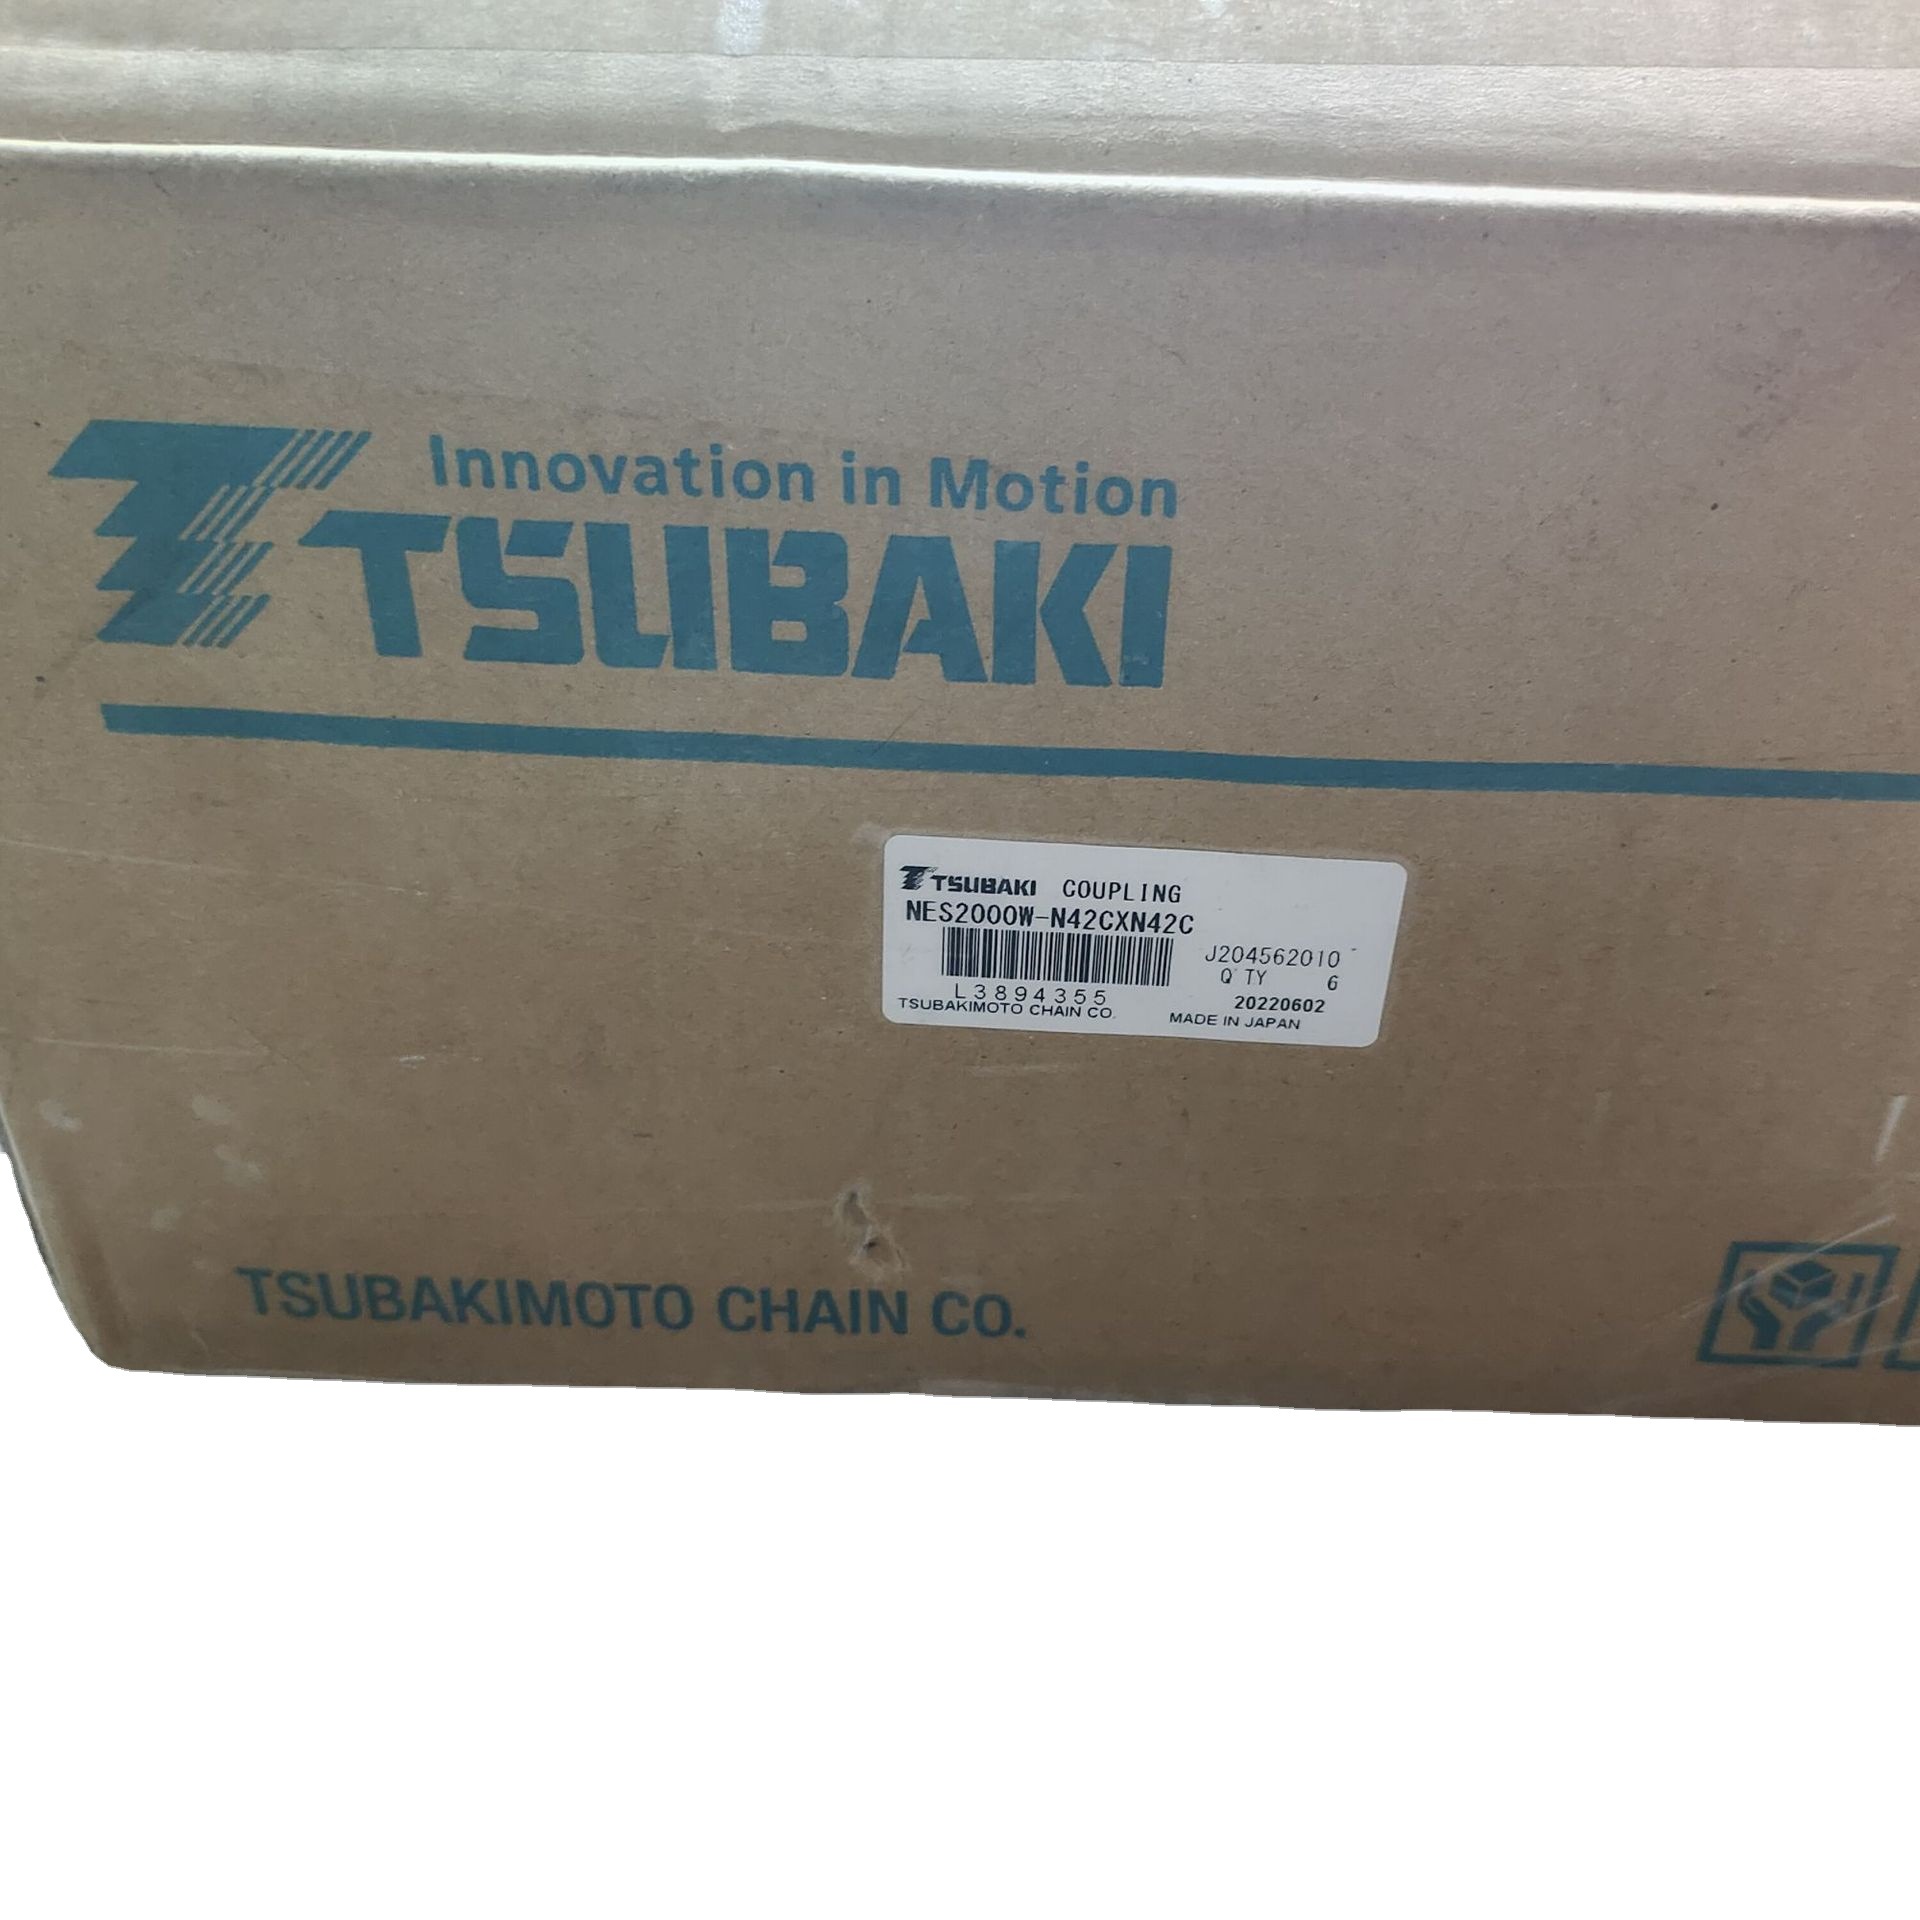 Innovation in Motion
TSUBAKI
TSUBAKI COUPLING
NES2000W-N42CXN42C
J204562010
Q'TY 6
L3894355
20220602
TSUBAKIMOTO CHAIN CO.
MADE IN JAPAN
TSUBAKIMOTO CHAIN CO.